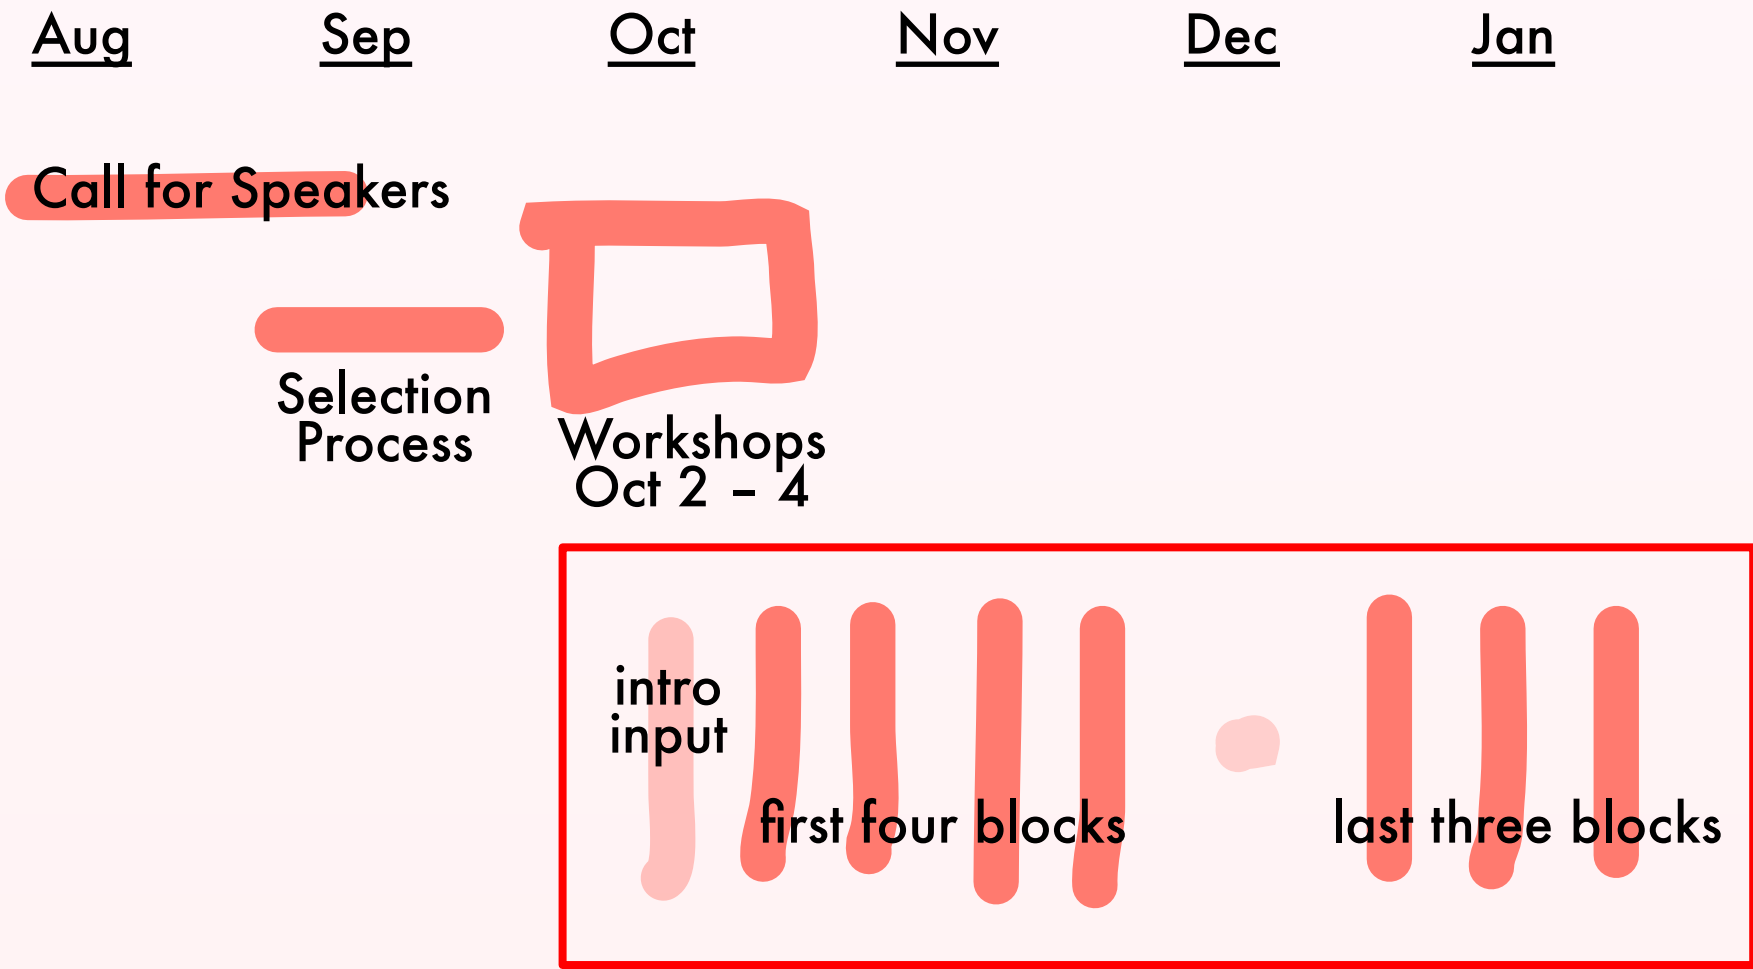 Aug Sep Oct Nov Dec Jan
Call for Speakers
Selection
Process
Workshops
Oct 2 – 4
intro
input
first four blocks
last three blocks